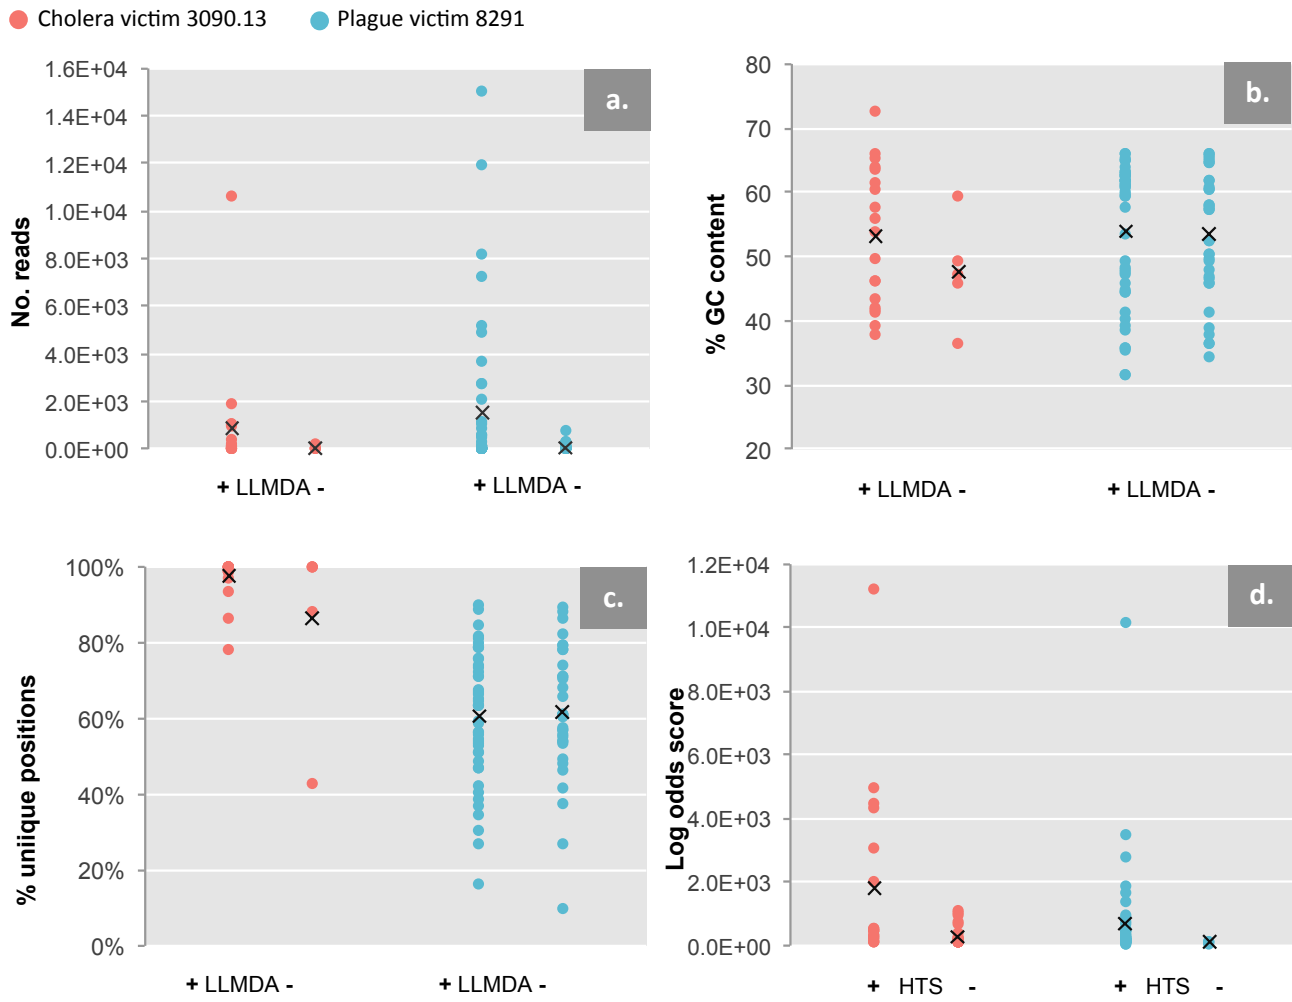 Cholera victim 3090.13 Plague victim 8291
a.
No. reads
1.6E+04
1.4E+04
1.2E+04
1.0E+04
8.0E+03
6.0E+03
4.0E+03
2.0E+03
0.0E+00
+ LLMDA - + LLMDA -
b.
% GC content
80
70
60
50
40
30
20
+ LLMDA - + LLMDA -
c.
% uniique positions
100%
80%
60%
40%
20%
0%
+ LLMDA - + LLMDA -
d.
Log odds score
1.2E+04
1.0E+04
8.0E+03
6.0E+03
4.0E+03
2.0E+03
0.0E+00
+ HTS - + HTS -